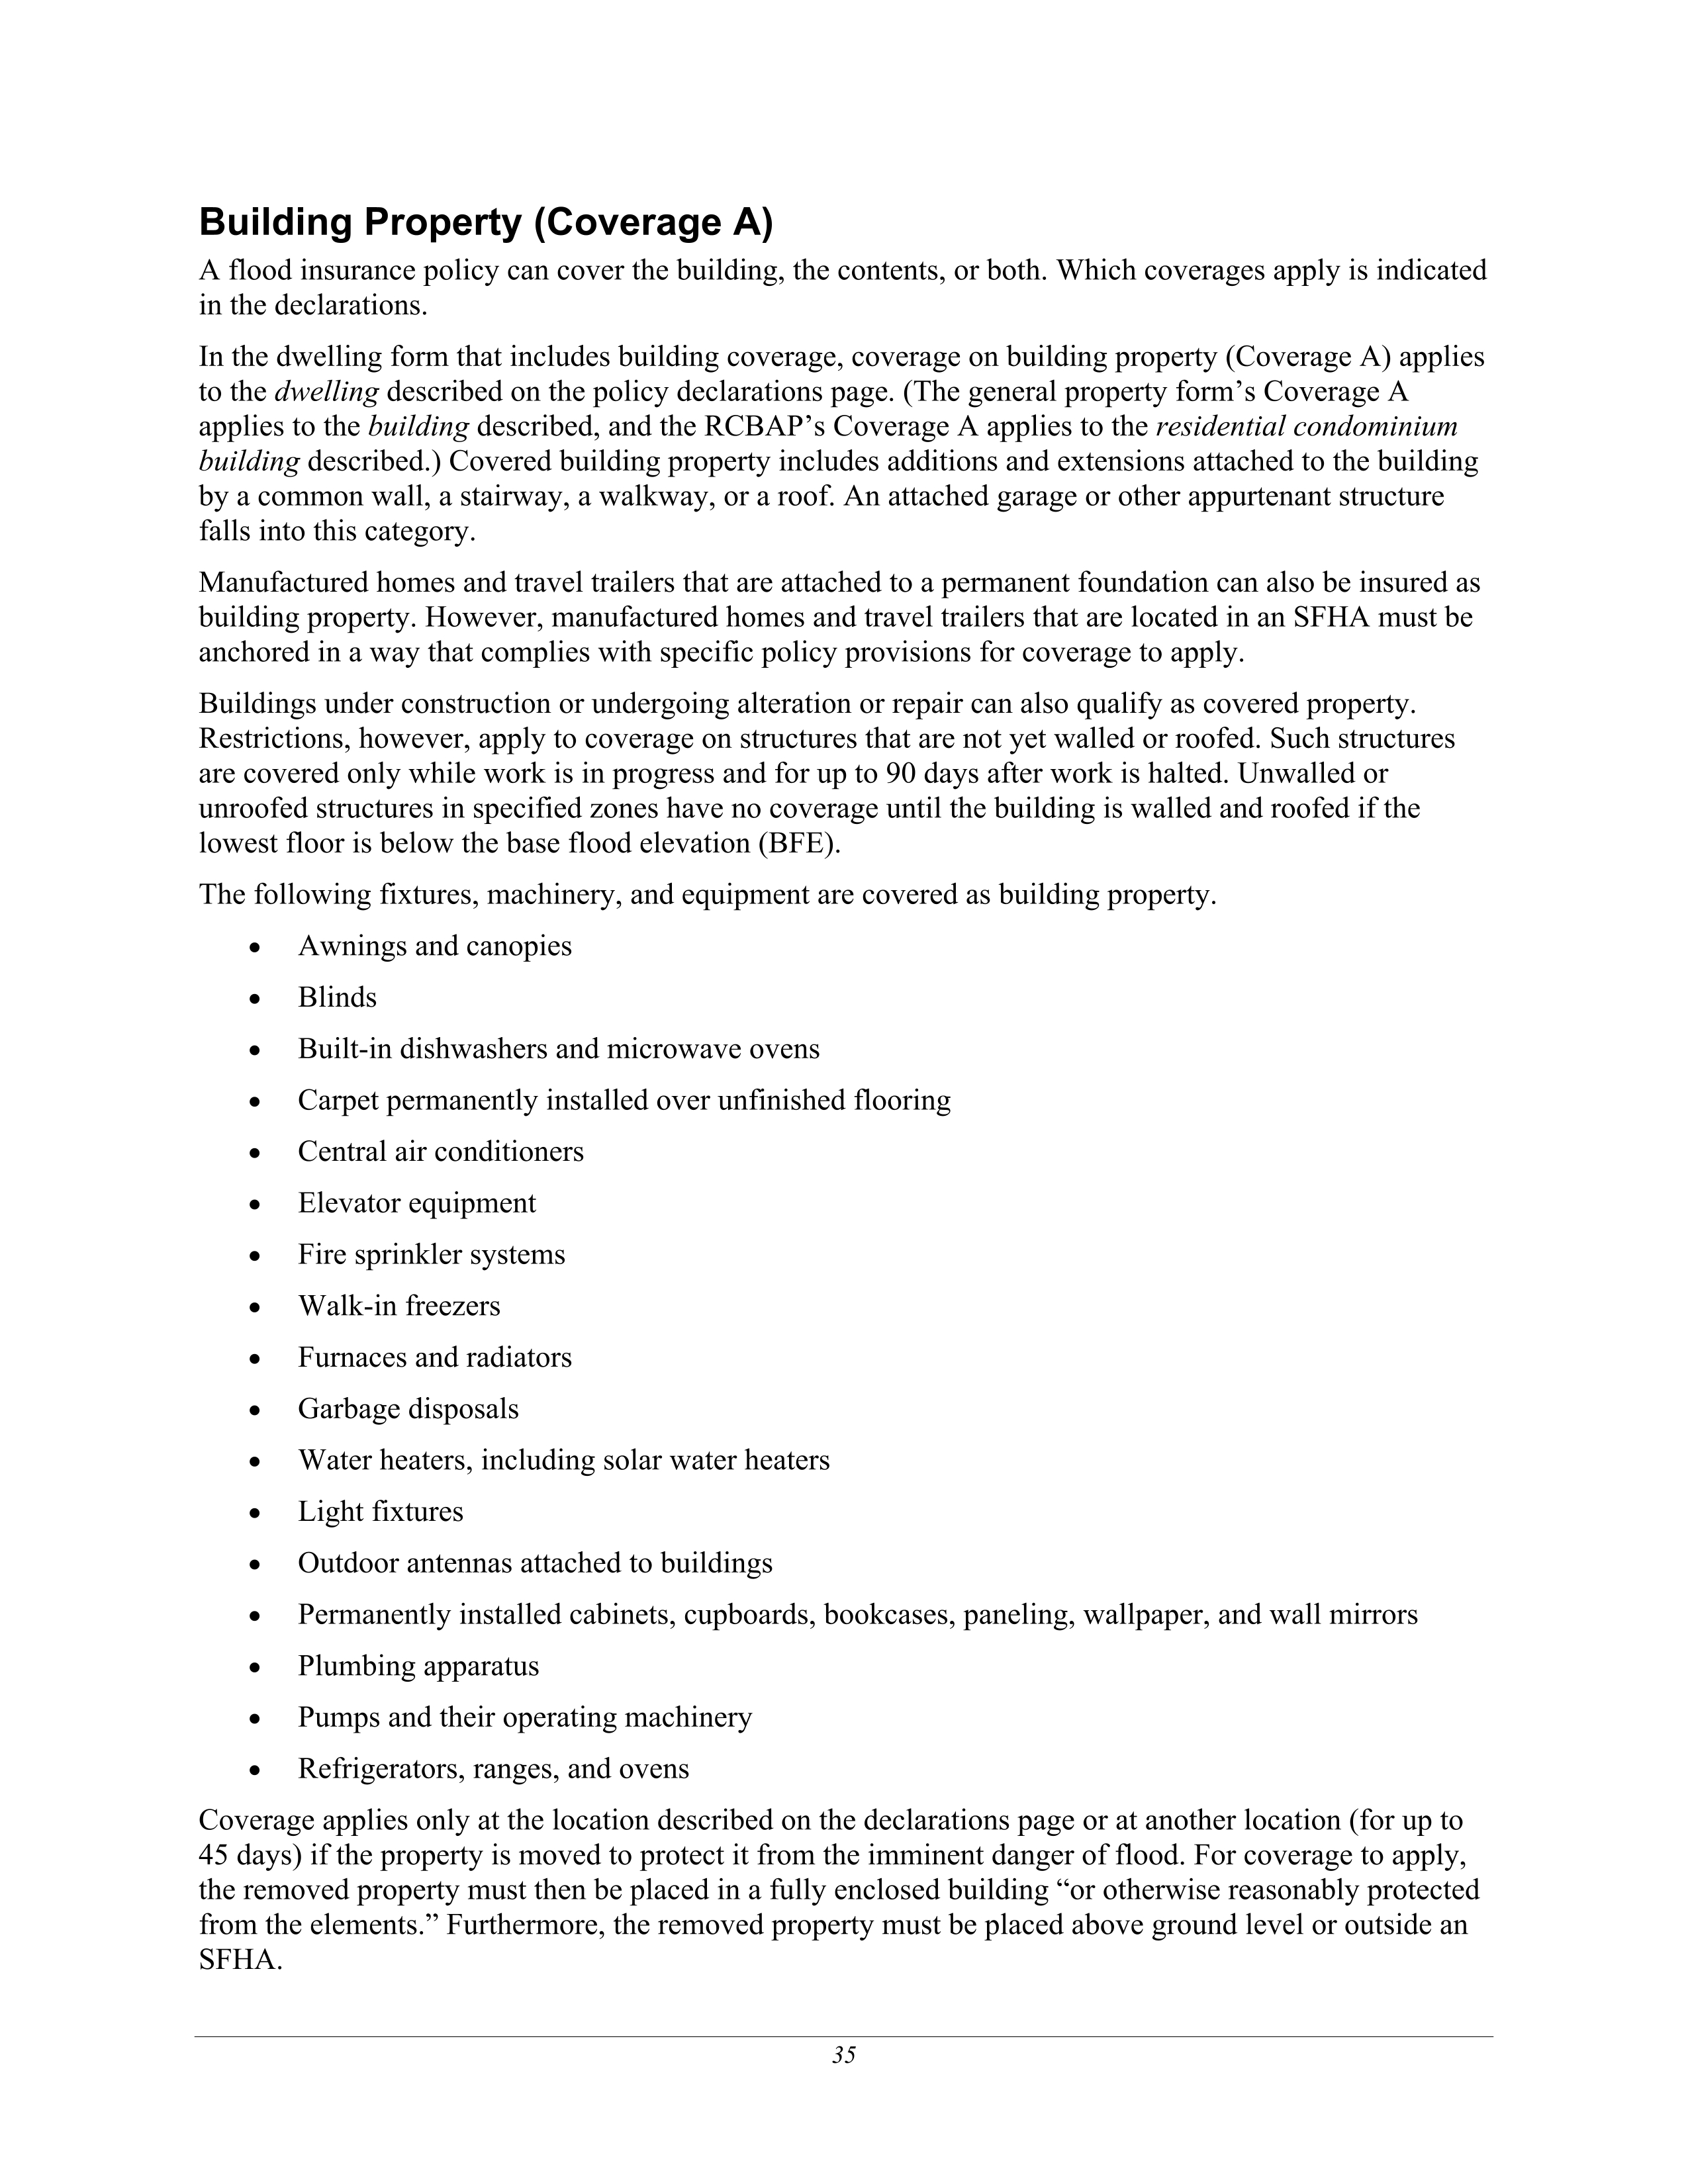 Building Property (Coverage A)
A flood insurance policy can cover the building, the contents, or both. Which coverages apply is indicated
in the declarations.
In the dwelling form that includes building coverage, coverage on building property (Coverage A) applies
to the dwelling described on the policy declarations page. (The general property form’s Coverage A
applies to the building described, and the RCBAP’s Coverage A applies to the residential condominium
building described.) Covered building property includes additions and extensions attached to the building
by a common wall, a stairway, a walkway, or a roof. An attached garage or other appurtenant structure
falls into this category.
Manufactured homes and travel trailers that are attached to a permanent foundation can also be insured as
building property. However, manufactured homes and travel trailers that are located in an SFHA must be
anchored in a way that complies with specific policy provisions for coverage to apply.
Buildings under construction or undergoing alteration or repair can also qualify as covered property.
Restrictions, however, apply to coverage on structures that are not yet walled or roofed. Such structures
are covered only while work is in progress and for up to 90 days after work is halted. Unwalled or
unroofed structures in specified zones have no coverage until the building is walled and roofed if the
lowest floor is below the base flood elevation (BFE).
The following fixtures, machinery, and equipment are covered as building property.
• Awnings and canopies
• Blinds
• Built-in dishwashers and microwave ovens
• Carpet permanently installed over unfinished flooring
• Central air conditioners
• Elevator equipment
• Fire sprinkler systems
• Walk-in freezers
• Furnaces and radiators
• Garbage disposals
• Water heaters, including solar water heaters
• Light fixtures
• Outdoor antennas attached to buildings
• Permanently installed cabinets, cupboards, bookcases, paneling, wallpaper, and wall mirrors
• Plumbing apparatus
• Pumps and their operating machinery
• Refrigerators, ranges, and ovens
Coverage applies only at the location described on the declarations page or at another location (for up to
45 days) if the property is moved to protect it from the imminent danger of flood. For coverage to apply,
the removed property must then be placed in a fully enclosed building “or otherwise reasonably protected
from the elements.” Furthermore, the removed property must be placed above ground level or outside an
SFHA.
35